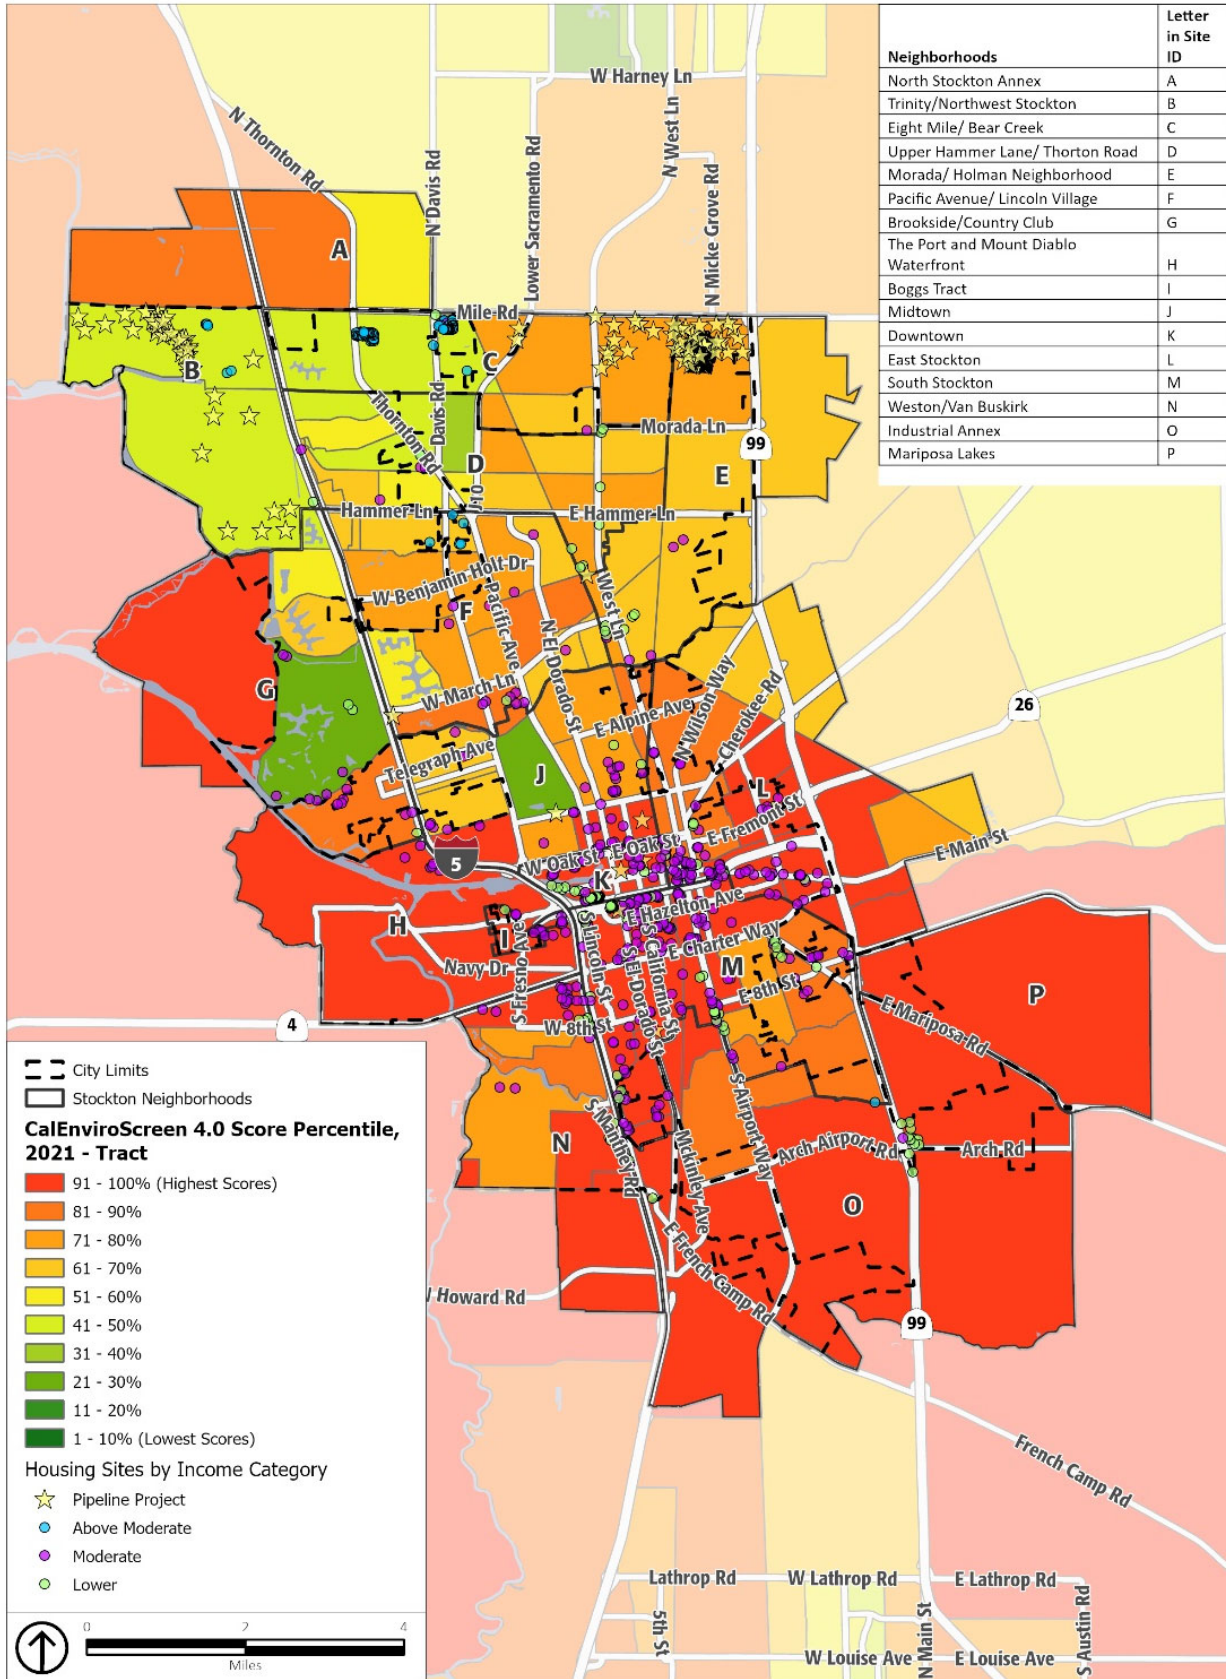 Neighborhoods Letter in Site ID
North Stockton Annex A
Trinity/Northwest Stockton B
Eight Mile/ Bear Creek C
Upper Hammer Lane/ Thorton Road D
Morada/ Holman Neighborhood E
Pacific Avenue/ Lincoln Village F
Brookside/Country Club G
The Port and Mount Diablo Waterfront H
Boggs Tract I
Midtown J
Downtown K
East Stockton L
South Stockton M
Weston/Van Buskirk N
Industrial Annex O
Mariposa Lakes P
W Harney Ln
N Thornton Rd
N Davis Rd
Lower Sacramento Rd
N West Ln
N Micke Grove Rd
A
Mile Rd
B
C
Davis Rd
Thornton Rd
Morada Ln
99
D
E
Hammer Ln
E Hammer Ln
W Benjamin Holt Dr
F
Pacific Ave
N El Dorado St
West Ln
G
W March Ln
N Wilson Way
Cherokee Rd
E Alpine Ave
26
Telegraph Ave
J
L
E Fremont St
E Main St
5
W Oak St
E Oak St
K
E Hazelton Ave
H
I
S Fresno Ave
S Lincoln St
S El Dorado St
S California St
E Charter Way
Navy Dr
M
E 8th St
P
4
W 8th St
E Mariposa Rd
S Manthey Rd
N
Mckinley Ave
S Airport Way
Arch Airport Rd
Arch Rd
O
E French Camp Rd
Howard Rd
99
French Camp Rd
Lathrop Rd
W Lathrop Rd
E Lathrop Rd
5th St
N Main St
S Austin Rd
W Louise Ave
E Louise Ave
City Limits
Stockton Neighborhoods
CalEnviroScreen 4.0 Score Percentile,
2021 - Tract
91 - 100% (Highest Scores)
81 - 90%
71 - 80%
61 - 70%
51 - 60%
41 - 50%
31 - 40%
21 - 30%
11 - 20%
1 - 10% (Lowest Scores)
Housing Sites by Income Category
Pipeline Project
Above Moderate
Moderate
Lower
0 2 4
Miles